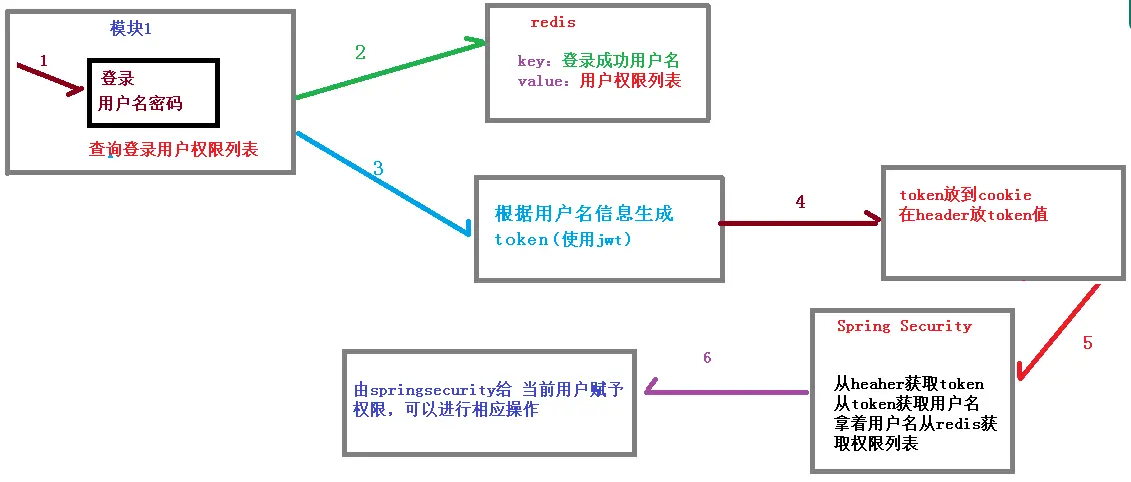 模块1
1
登录
用户名密码
查询登录用户权限列表
2
redis
key：登录成功用户名
value：用户权限列表
3
根据用户名信息生成
token(使用jwt)
4
token放到cookie
在header放token值
5
Spring Security
从heaher获取token
从token获取用户名
拿着用户名从redis获
取权限列表
6
由springsecurity给 当前用户赋予
权限，可以进行相应操作